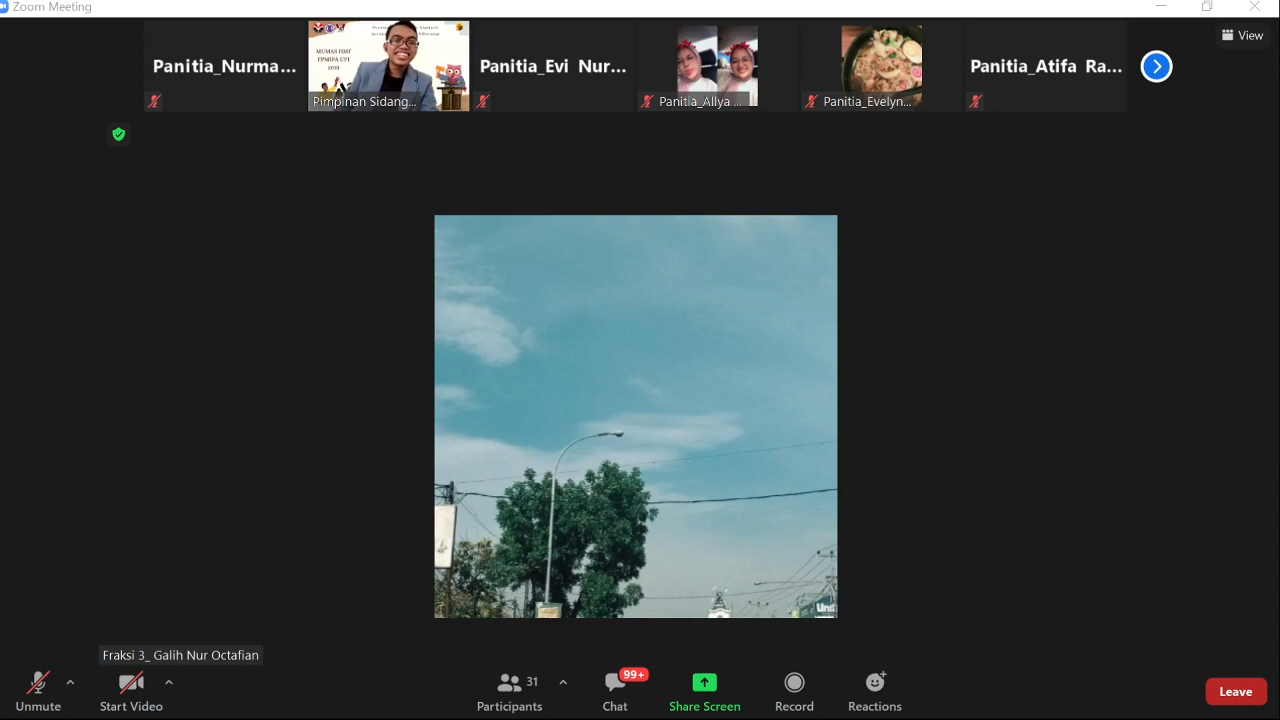 Zoom Meeting
View
Panitia_Nurma...
MUMAS HMF
FPMIPA UPI
2021
Pimpinan Sidang...
Panitia_Evi Nur...
Panitia_Allya ...
Panitia_Evelyn...
Panitia_Atifa Ra...
Fraksi 3_ Galih Nur Octafian
Unmute
Start Video
31
Participants
99+
Chat
Share Screen
Record
Reactions
Leave